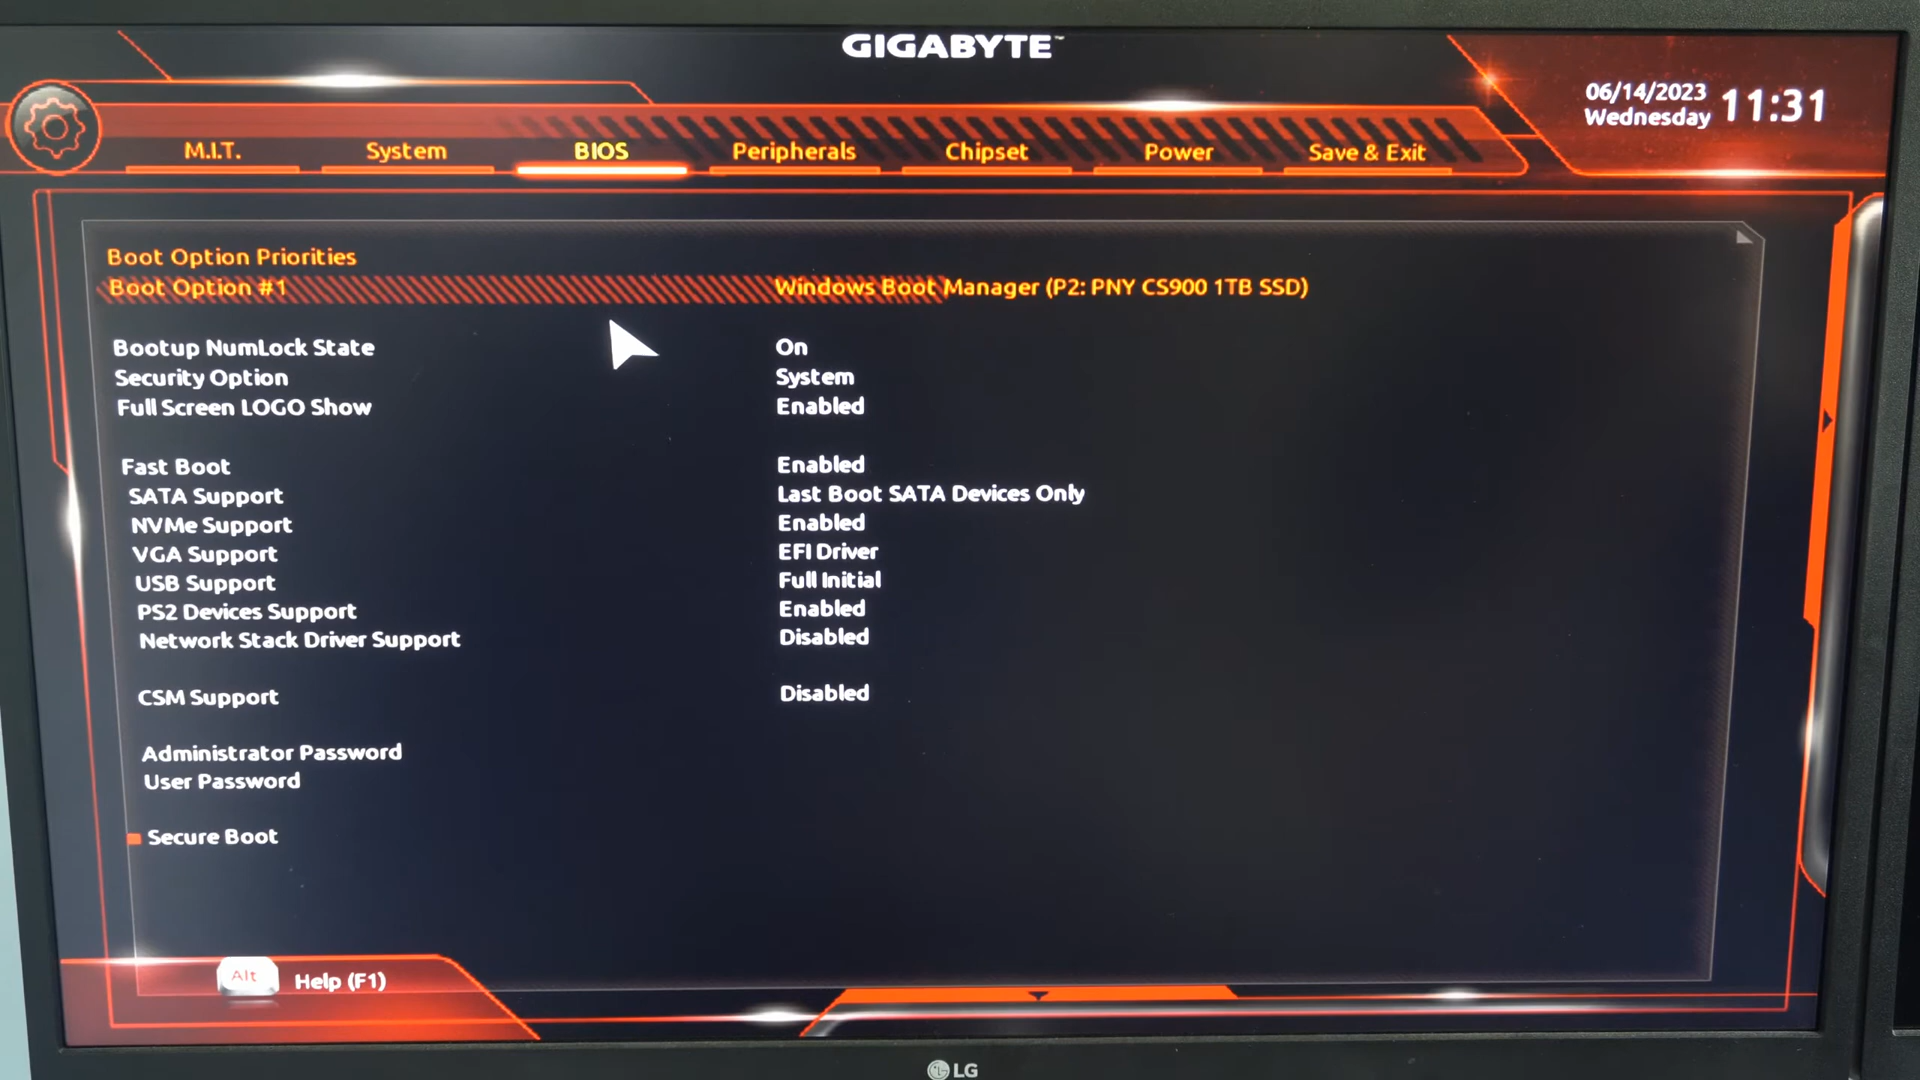 GIGABYTE™
06/14/2023
Wednesday 11:31
M.I.T. System BIOS Peripherals Chipset Power Save & Exit
Boot Option Priorities
Boot Option #1 Windows Boot Manager (P2: PNY CS900 1TB SSD)
Bootup NumLock State On
Security Option System
Full Screen LOGO Show Enabled
Fast Boot Enabled
SATA Support Last Boot SATA Devices Only
NVMe Support Enabled
VGA Support EFI Driver
USB Support Full Initial
PS2 Devices Support Enabled
Network Stack Driver Support Disabled
CSM Support Disabled
Administrator Password
User Password
Secure Boot
Alt Help (F1)
LG